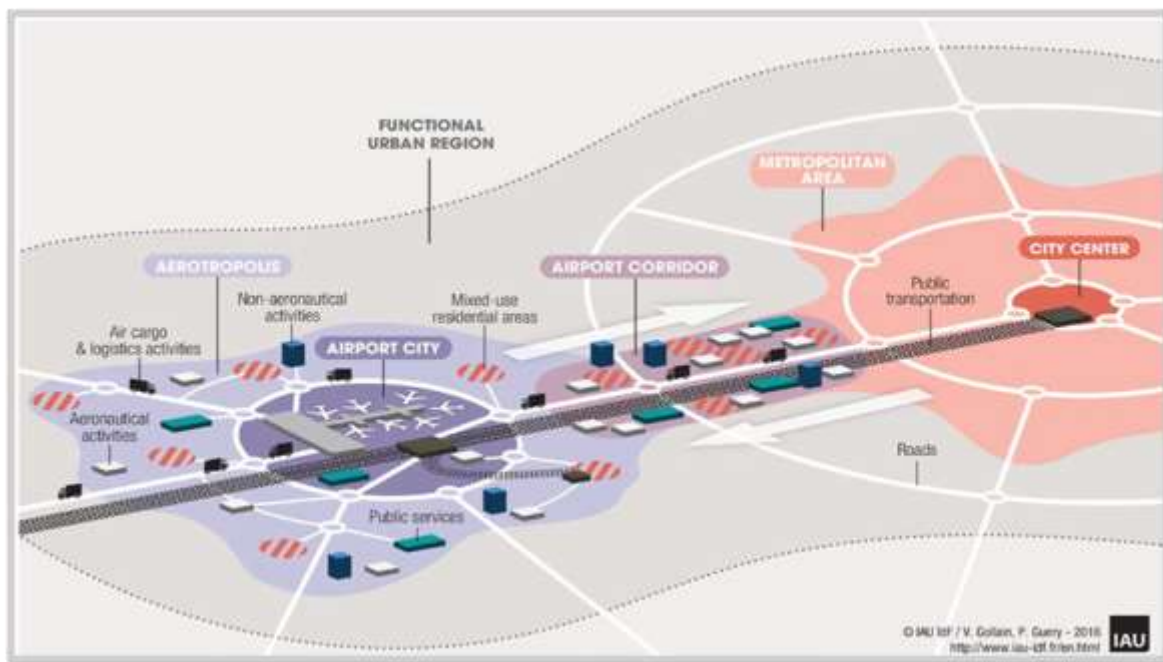 FUNCTIONAL
URBAN REGION
METROPOLITAN
AREA
AEROTROPOLIS
AIRPORT CORRIDOR
CITY CENTER
Non-aeronautical
activities
Mixed-use
residential areas
Public
transportation
Air cargo
& logistics activities
AIRPORT CITY
Aeronautical
activities
Roads
Public services
© IAU IdF / V. Gollain, P. Guery - 2016
http://www.iau-idf.fr/en.html
IAU